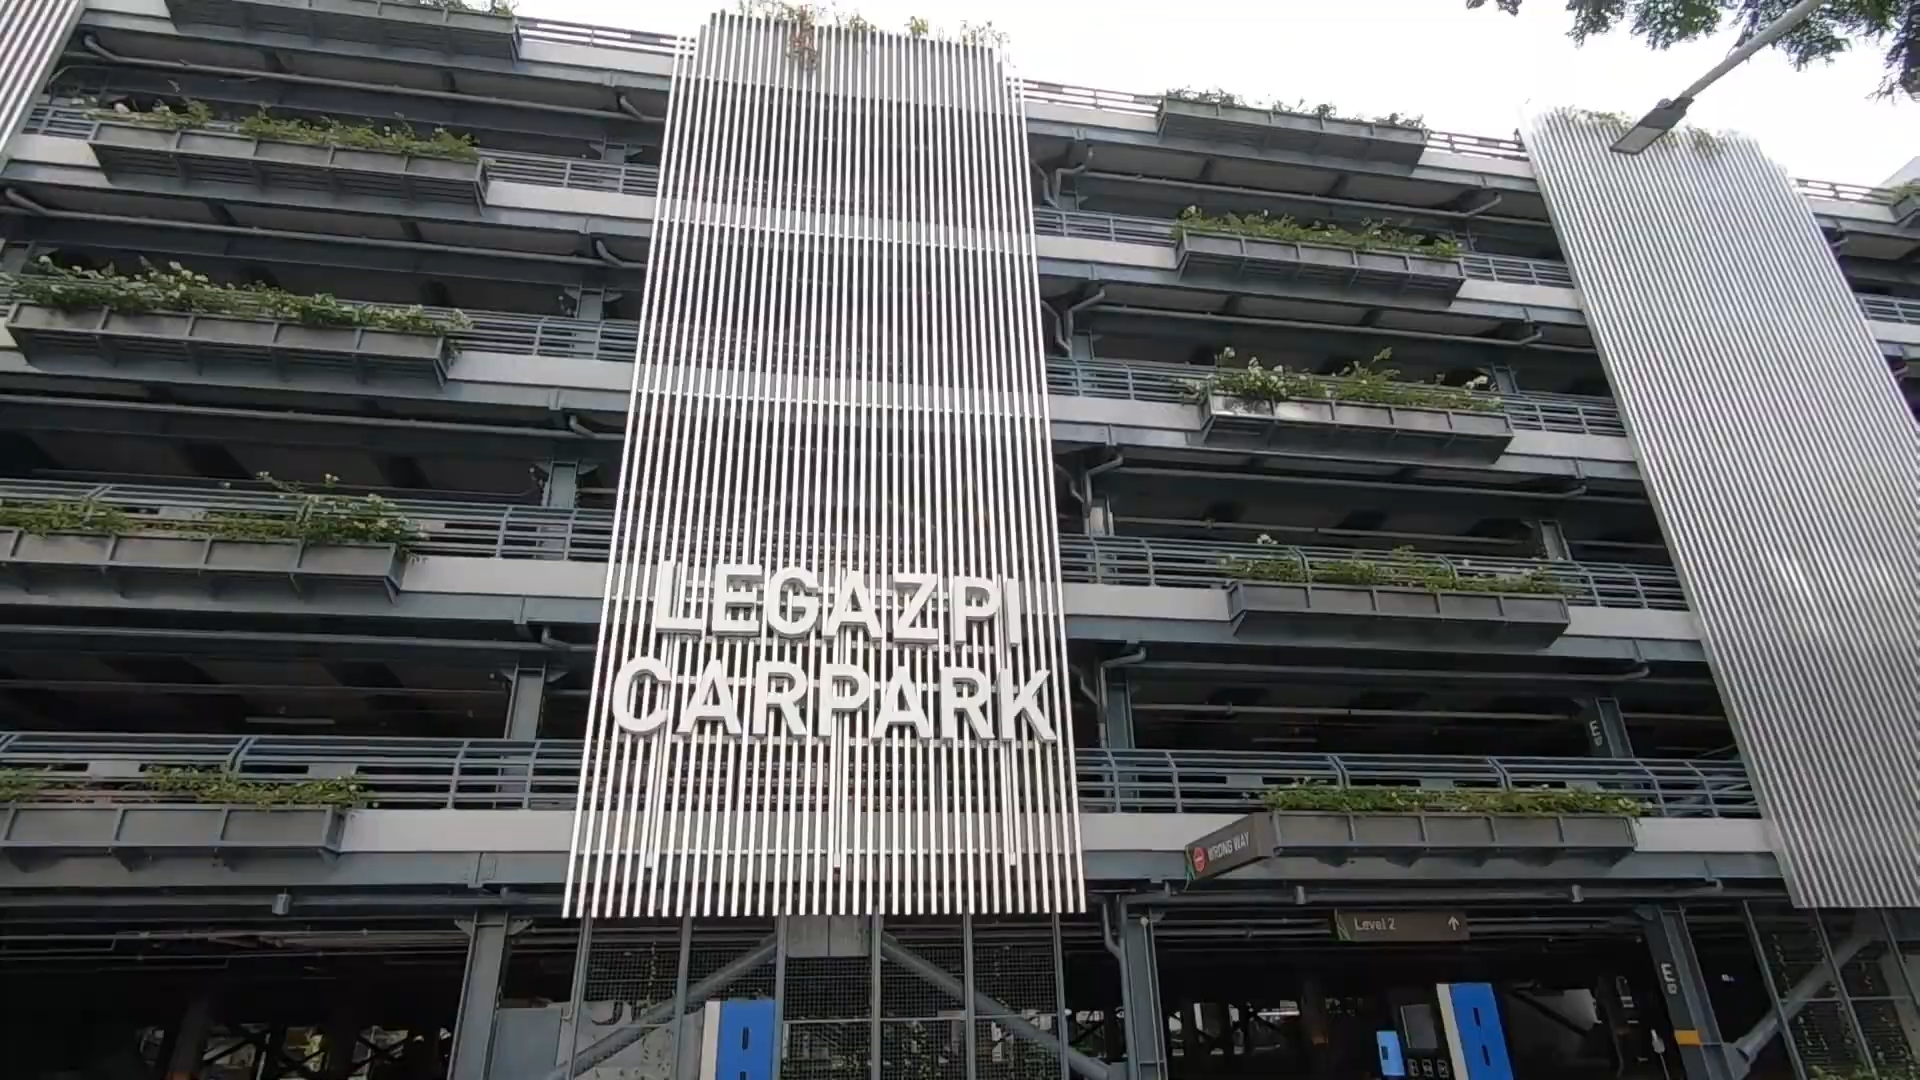 LEGAZPI
CARPARK
WRONG WAY
Level 2
E
E